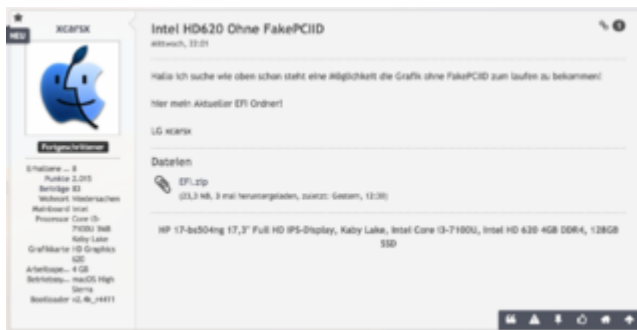 NEU
xcarsx
Fortgeschrittener
Erhaltene ... 8
Punkte 2.015
Beiträge 83
Wohnort Niedersachen
Mainboard Intel
Prozessor Core i3-
7100U
Kaby Lake
Grafikkarte HD Graphics
620
Arbeitsspe... 4 GB
Betriebssy... macOS High
Sierra
Bootloader v2.4k_r4411
Intel HD620 Ohne FakePCIID
Mittwoch, 22:01
Hallo ich suche wie oben schon steht eine Möglichkeit die Grafik ohne FakePCIID zum laufen zu bekommen!
hier mein Aktueller EFI Ordner!
LG xcarsx
Dateien
EFI.zip
(23,3 MB, 3 mal heruntergeladen, zuletzt: Gestern, 12:30)
HP 17-bs504ng 17,3" Full HD IPS-Display, Kaby Lake, Intel Core i3-7100U, Intel HD 620 4GB DDR4, 128GB
SSD